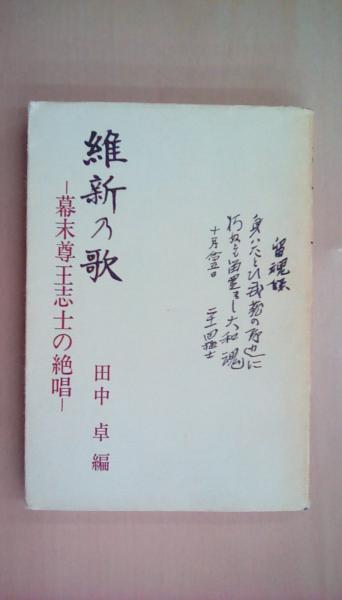 留魂録
身ハたとひ武蔵の野辺に
朽ぬとも留置まし大和魂
十月念五日 二十一回猛士
維新乃歌
―幕末尊王志士の絶唱―
田中 卓 編